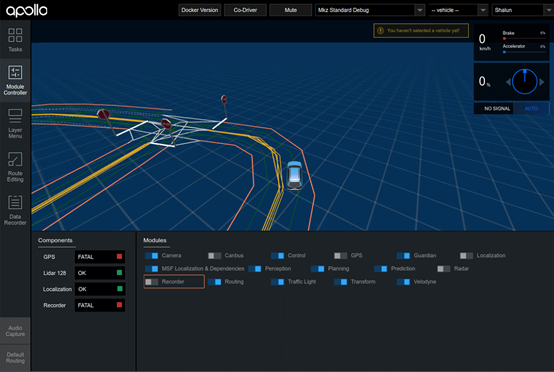 apollo
Docker Version
Co-Driver
Mute
Mkz Standard Debug
-- vehicle --
Shalun
Tasks
Module
Controller
Layer
Menu
Route
Editing
Data
Recorder
Audio
Capture
Default
Routing
You haven't selected a vehicle yet!
0
km/h
Brake
0%
Accelerator
0%
0 %
NO SIGNAL
AUTO
Components
GPS FATAL
Lidar 128 OK
Localization OK
Recorder FATAL
Modules
Camera Canbus Control GPS Guardian Localization
MSF Localization & Dependencies Perception Planning Prediction Radar
Recorder Routing Traffic Light Transform Velodyne